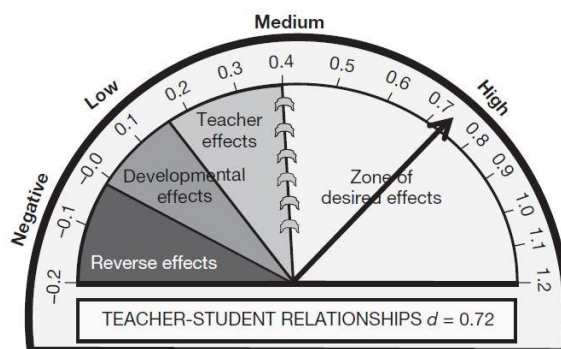 Medium
Low
High
Negative
-0.2
-0.1
-0.0
0.1
0.2
0.3
0.4
0.5
0.6
0.7
0.8
0.9
1.0
1.1
1.2
Teacher
effects
Developmental
effects
Zone of
desired effects
Reverse effects
TEACHER-STUDENT RELATIONSHIPS d = 0.72